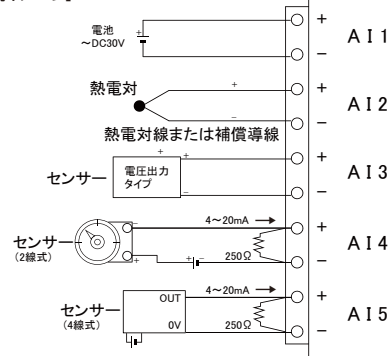 電池
～DC30V
+
+
AI1
−
熱電対
+
+
AI2
−
−
熱電対線または補償導線
+
+
+
電圧出力
タイプ
AI3
センサー
−
−
−
4～20mA
+
センサー
(2線式)
AI4
+
+
−
250Ω
−
4～20mA
+
OUT
センサー
(4線式)
AI5
0V
250Ω
−